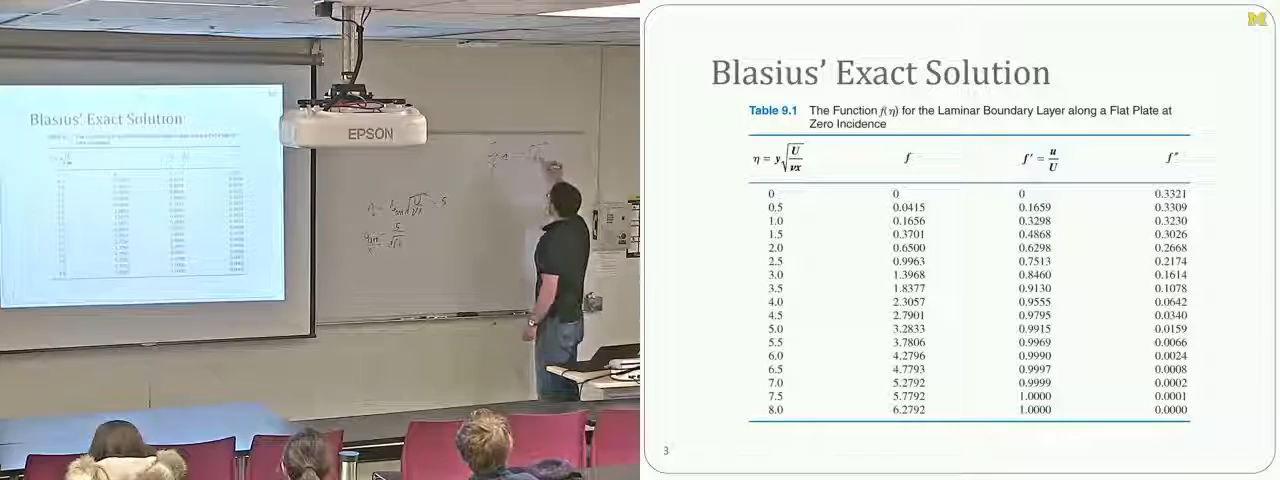 Blasius' Exact Solution
EPSON
M
Blasius' Exact Solution
Table 9.1 The Function f(η) for the Laminar Boundary Layer along a Flat Plate at
Zero Incidence
η = y√(U/νx) f f′ = u/U f″
0 0 0 0.3321
0.5 0.0415 0.1659 0.3309
1.0 0.1656 0.3298 0.3230
1.5 0.3701 0.4868 0.3026
2.0 0.6500 0.6298 0.2668
2.5 0.9963 0.7513 0.2174
3.0 1.3968 0.8460 0.1614
3.5 1.8377 0.9130 0.1078
4.0 2.3057 0.9555 0.0642
4.5 2.7901 0.9795 0.0340
5.0 3.2833 0.9915 0.0159
5.5 3.7806 0.9969 0.0066
6.0 4.2796 0.9990 0.0024
6.5 4.7793 0.9997 0.0008
7.0 5.2792 0.9999 0.0002
7.5 5.7792 1.0000 0.0001
8.0 6.2792 1.0000 0.0000
3